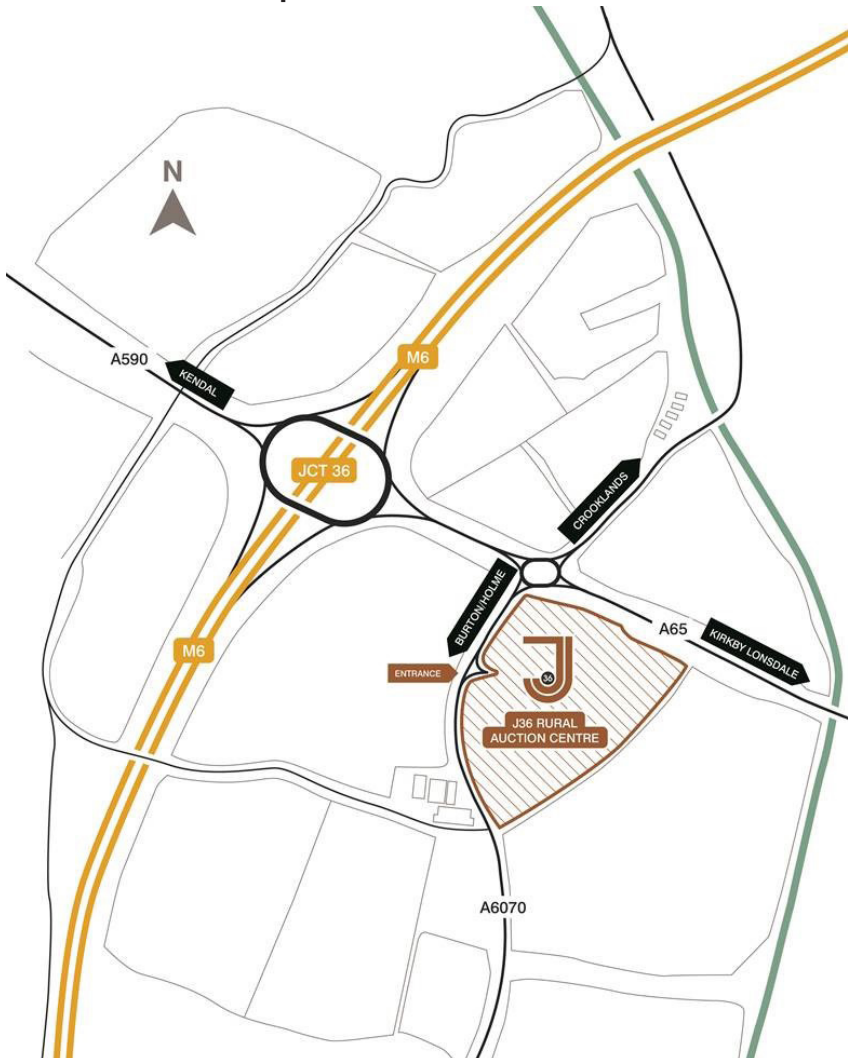 N
A590
KENDAL
M6
JCT 36
CROOKLANDS
BURTON/HOLME
A65
KIRKBY LONSDALE
M6
ENTRANCE
36
J36 RURAL
AUCTION CENTRE
A6070